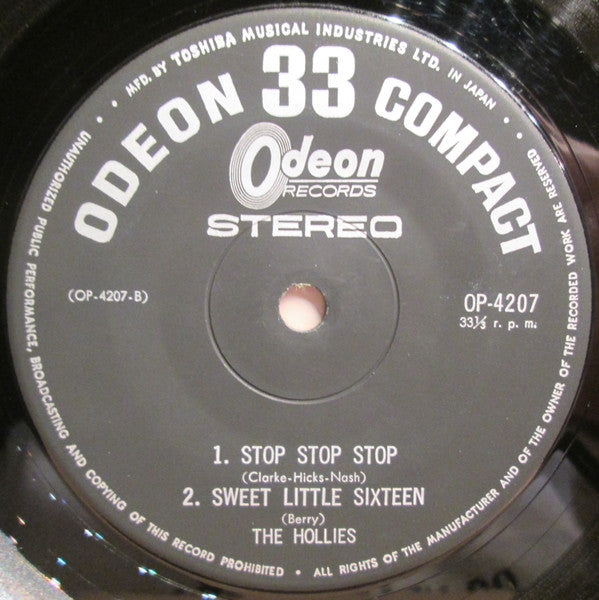 • MFD. BY TOSHIBA MUSICAL INDUSTRIES LTD. IN JAPAN •
ODEON 33 COMPACT
Odeon
RECORDS
STEREO
(OP-4207-B)
OP-4207
33⅓ r. p. m.
1. STOP STOP STOP
(Clarke-Hicks-Nash)
2. SWEET LITTLE SIXTEEN
(Berry)
THE HOLLIES
• UNAUTHORIZED PUBLIC PERFORMANCE, BROADCASTING AND COPYING OF THIS RECORD PROHIBITED • ALL RIGHTS OF THE MANUFACTURER AND OF THE OWNER OF THE RECORDED WORK ARE RESERVED •